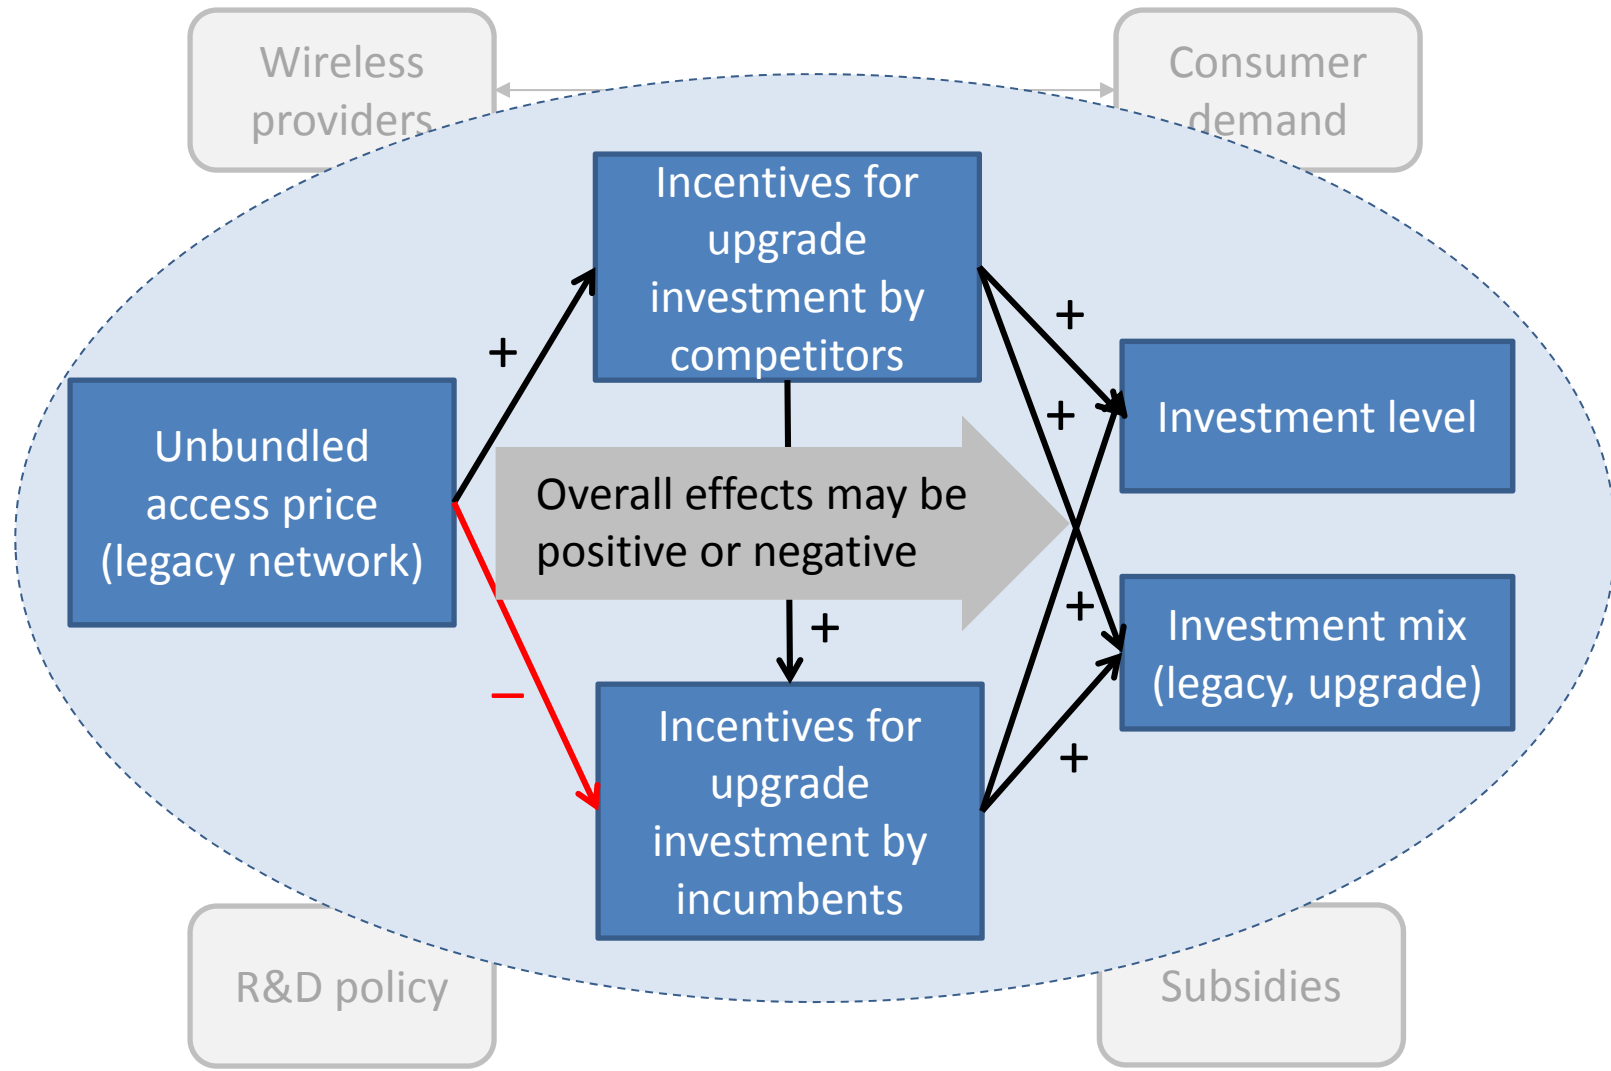 Wireless
providers
Consumer
demand
Incentives for
upgrade
investment by
competitors
+
+
Unbundled
access price
(legacy network)
+
Investment level
Overall effects may be
positive or negative
+
+
Investment mix
(legacy, upgrade)
–
+
Incentives for
upgrade
investment by
incumbents
R&D policy
Subsidies